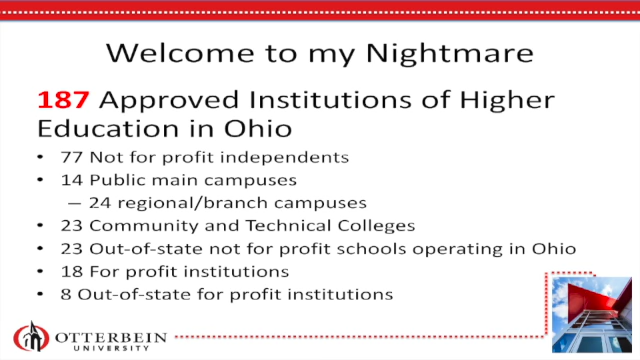 Welcome to my Nightmare
187 Approved Institutions of Higher
Education in Ohio
• 77 Not for profit independents
• 14 Public main campuses
– 24 regional/branch campuses
• 23 Community and Technical Colleges
• 23 Out-of-state not for profit schools operating in Ohio
• 18 For profit institutions
• 8 Out-of-state for profit institutions
OTTERBEIN
UNIVERSITY